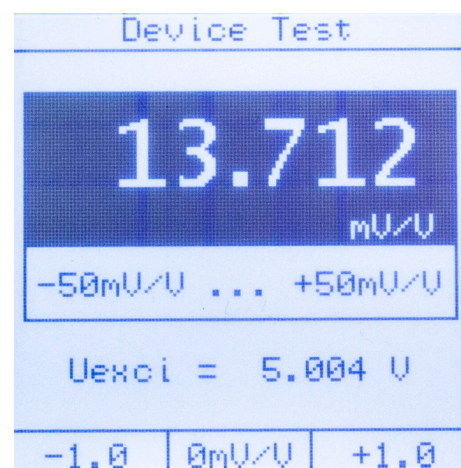 Device Test
13.712
mV/V
-50mV/V ... +50mV/V
Uexci = 5.004 V
-1.0 0mV/V +1.0